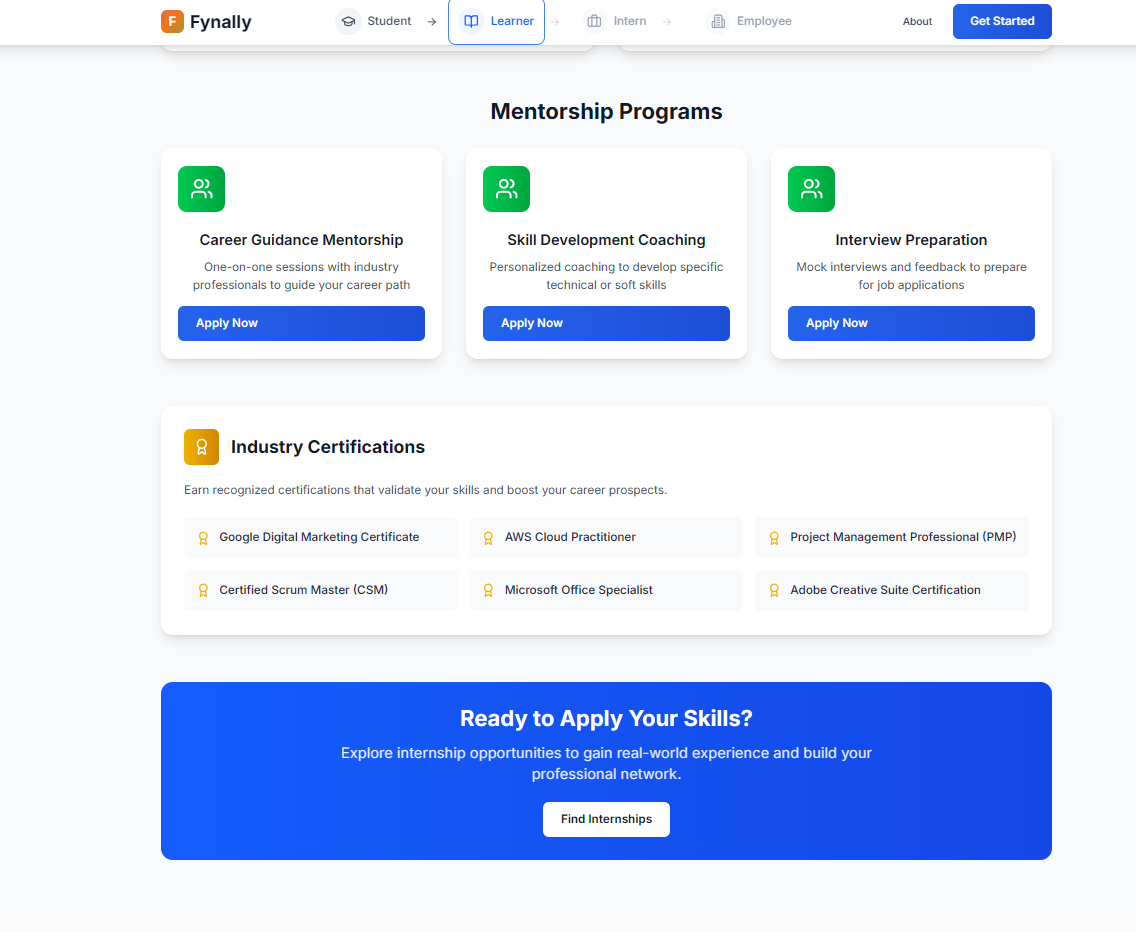 F Fynally
Student
Learner
Intern
Employee
About
Get Started
Mentorship Programs
Career Guidance Mentorship
One-on-one sessions with industry
professionals to guide your career path
Apply Now
Skill Development Coaching
Personalized coaching to develop specific
technical or soft skills
Apply Now
Interview Preparation
Mock interviews and feedback to prepare
for job applications
Apply Now
Industry Certifications
Earn recognized certifications that validate your skills and boost your career prospects.
Google Digital Marketing Certificate
AWS Cloud Practitioner
Project Management Professional (PMP)
Certified Scrum Master (CSM)
Microsoft Office Specialist
Adobe Creative Suite Certification
Ready to Apply Your Skills?
Explore internship opportunities to gain real-world experience and build your
professional network.
Find Internships